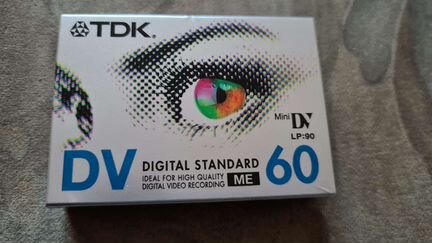 TDK
Mini DV
LP:90
DV DIGITAL STANDARD 60
IDEAL FOR HIGH QUALITY
DIGITAL VIDEO RECORDING ME